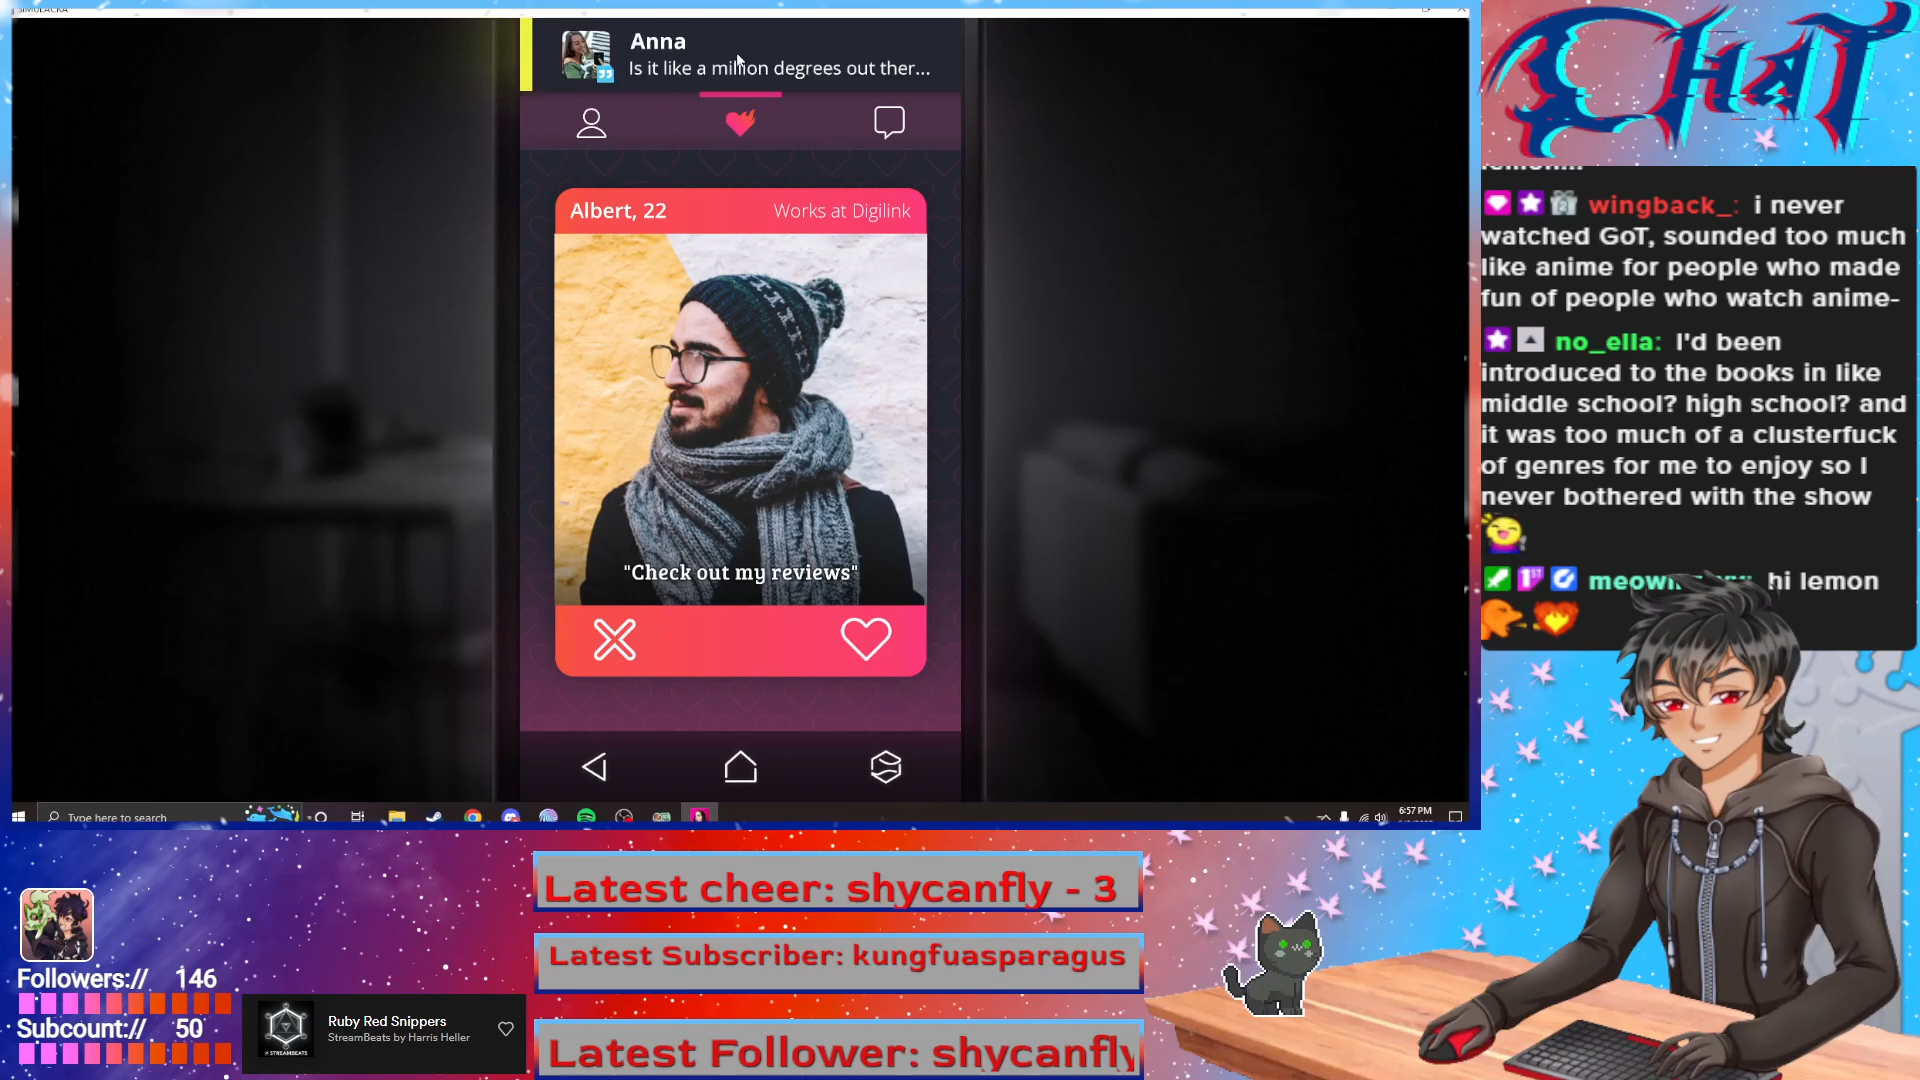 SIMULACRA
Anna
Is it like a million degrees out ther...
Albert, 22
Works at Digilink
"Check out my reviews"
Type here to search
6:57 PM
CHAT
wingback_: i never
watched GoT, sounded too much
like anime for people who made
fun of people who watch anime-
no_ella: I'd been
introduced to the books in like
middle school? high school? and
it was too much of a clusterfuck
of genres for me to enjoy so I
never bothered with the show
hi lemon
Followers:// 146
Subcount:// 50
Ruby Red Snippers
StreamBeats by Harris Heller
STREAMBEATS
Latest cheer: shycanfly - 3
Latest Subscriber: kungfuasparagus
Latest Follower: shycanfly